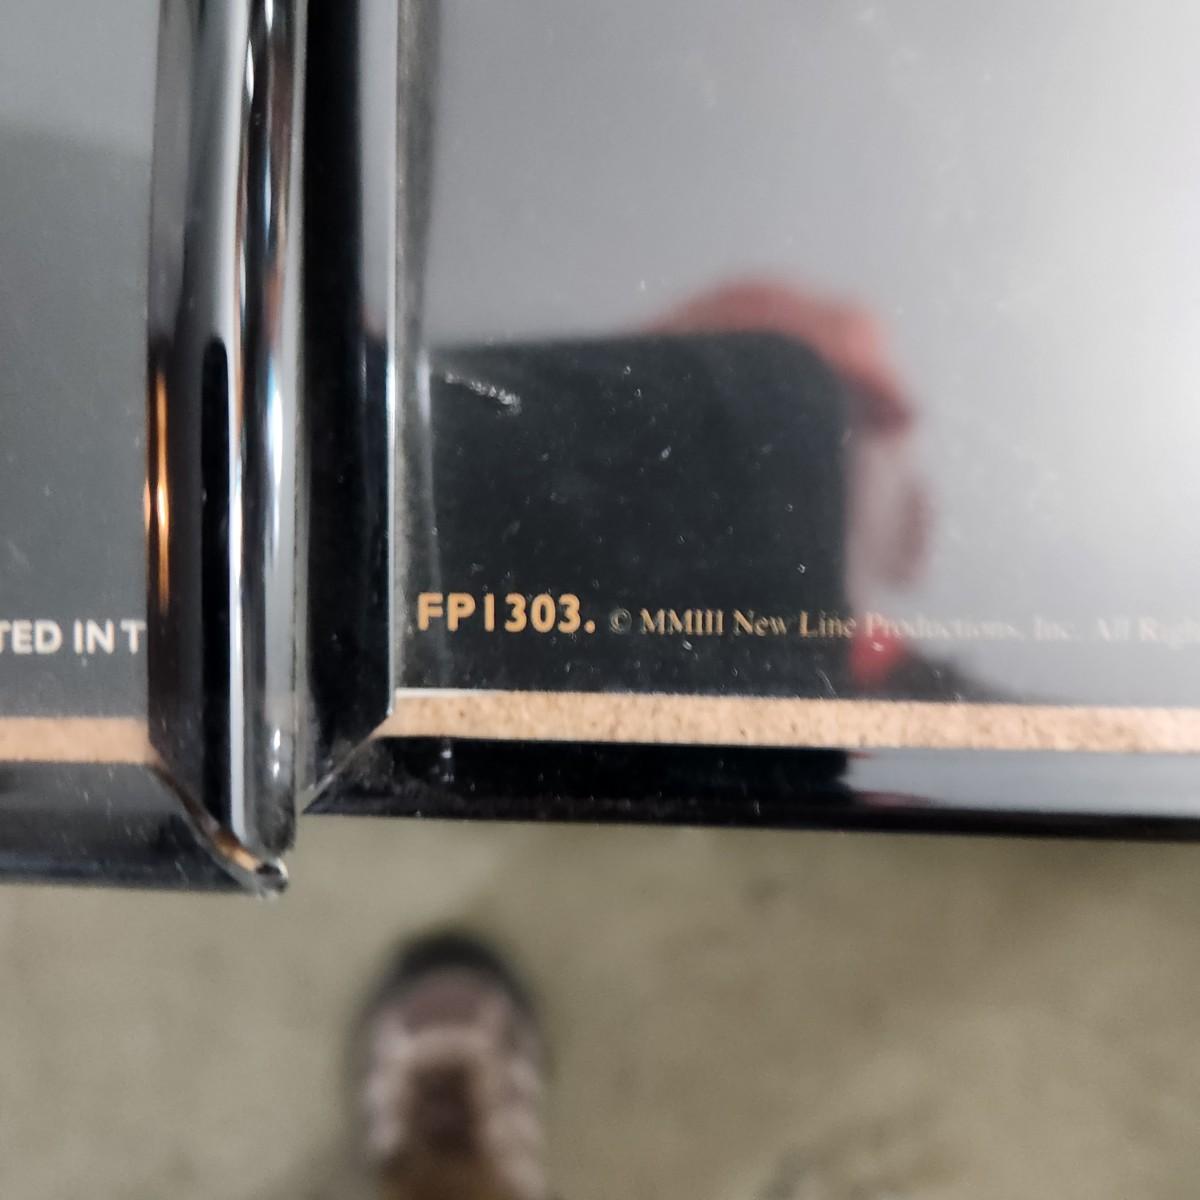 TED IN T
FP1303. © MMIII New Line Productions, Inc. All Rig